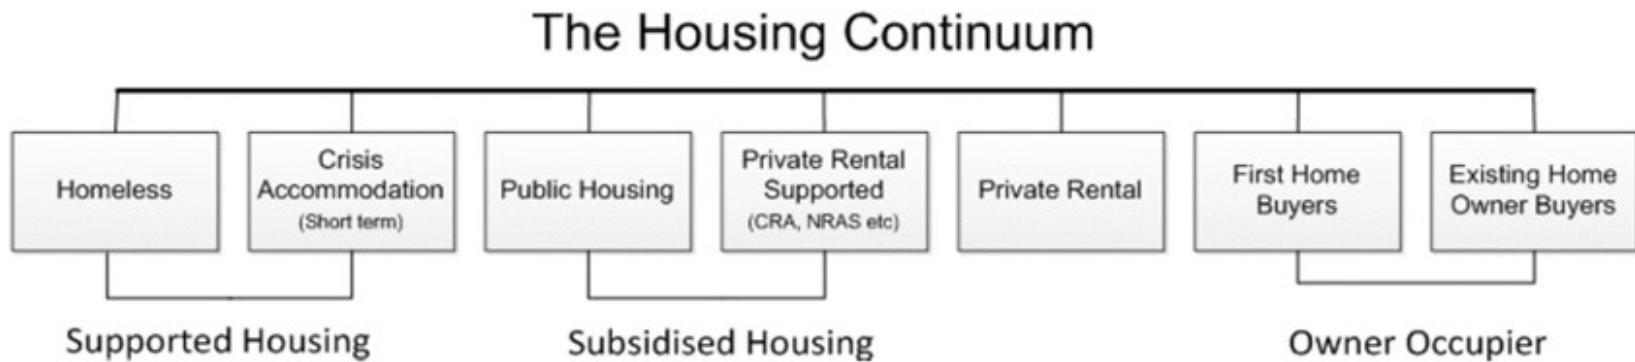 The Housing Continuum
Homeless
Crisis
Accommodation
(Short term)
Public Housing
Private Rental
Supported
(CRA, NRAS etc)
Private Rental
First Home
Buyers
Existing Home
Owner Buyers
Supported Housing
Subsidised Housing
Owner Occupier